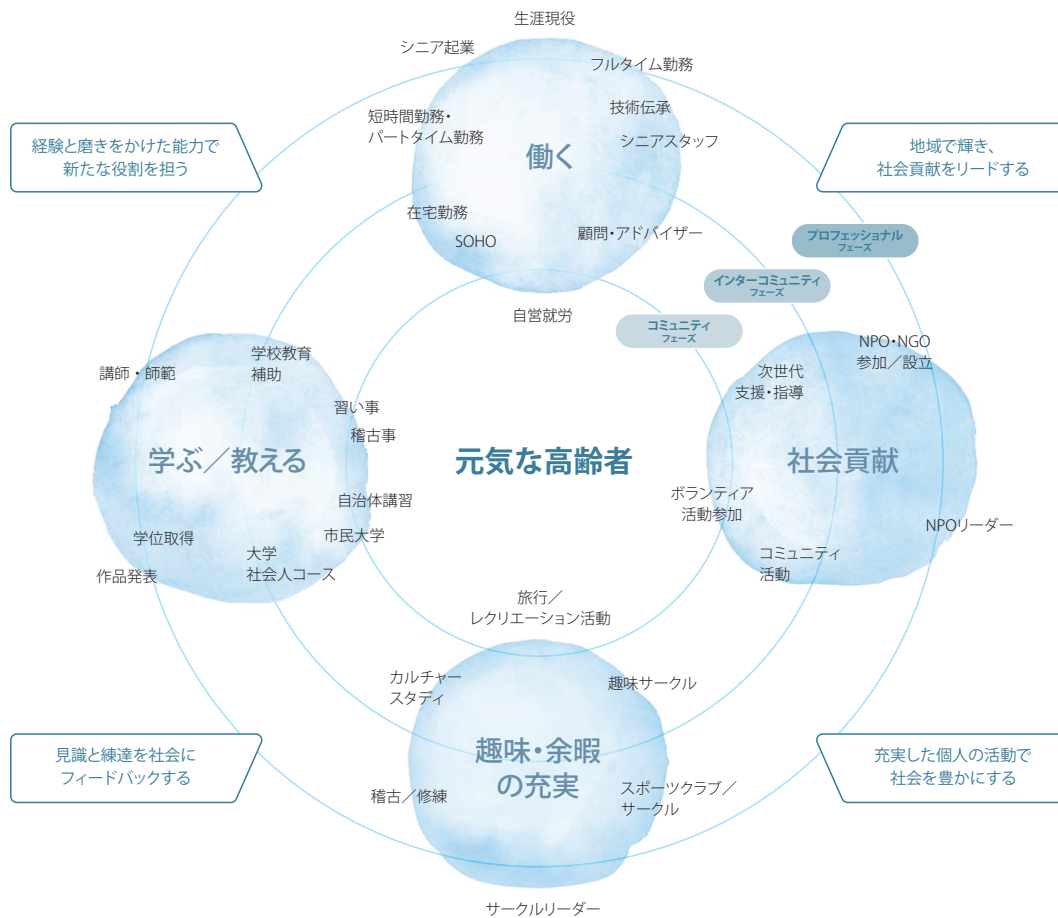 生涯現役
シニア起業
フルタイム勤務
短時間勤務・
パートタイム勤務
技術伝承
シニアスタッフ
働く
在宅勤務
SOHO
顧問・アドバイザー
自営就労
経験と磨きをかけた能力で
新たな役割を担う
地域で輝き、
社会貢献をリードする
プロフェッショナル
フェーズ
インターコミュニティ
フェーズ
コミュニティ
フェーズ
講師・師範
学校教育
補助
習い事
稽古事
学ぶ／教える
自治体講習
市民大学
学位取得
大学
社会人コース
作品発表
元気な高齢者
NPO・NGO
参加／設立
次世代
支援・指導
社会貢献
ボランティア
活動参加
NPOリーダー
コミュニティ
活動
旅行／
レクリエーション活動
カルチャー
スタディ
趣味サークル
趣味・余暇
の充実
稽古／修練
スポーツクラブ／
サークル
サークルリーダー
見識と練達を社会に
フィードバックする
充実した個人の活動で
社会を豊かにする